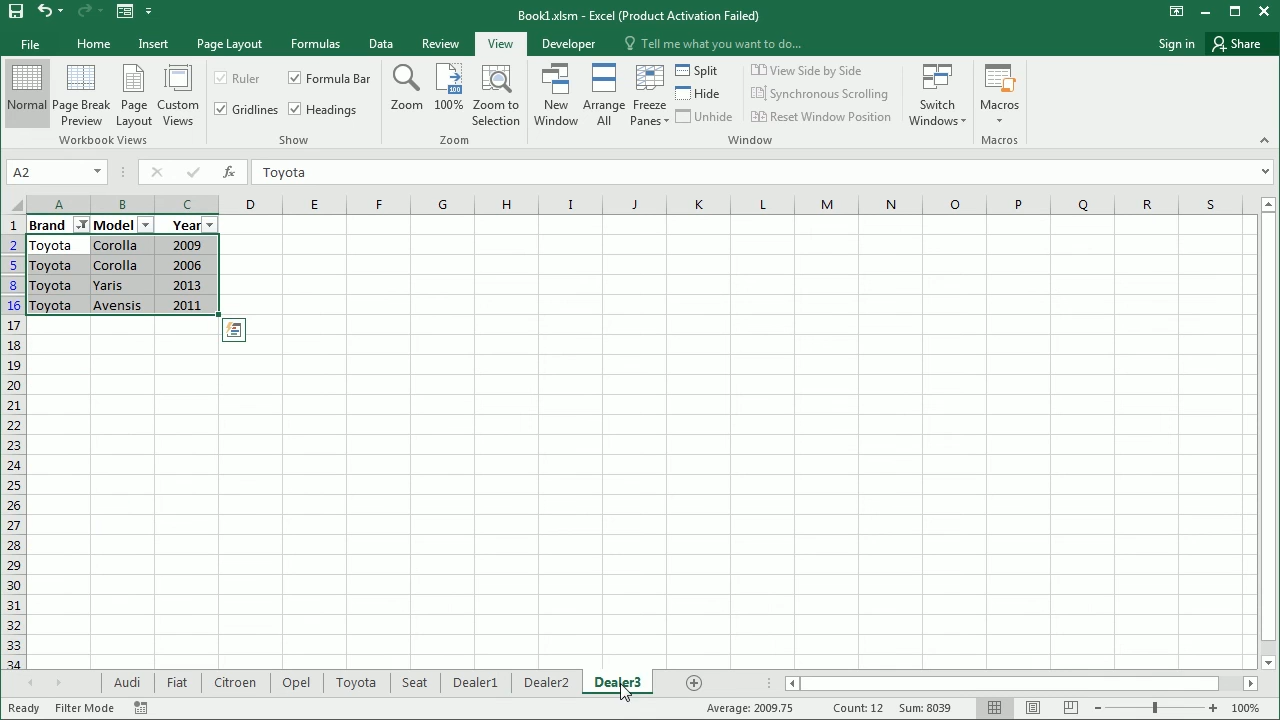 Book1.xlsm - Excel (Product Activation Failed)
File Home Insert Page Layout Formulas Data Review View Developer Tell me what you want to do... Sign in Share
Normal Page Break Preview Page Layout Custom Views
Workbook Views
Ruler Formula Bar
Gridlines Headings
Show
Zoom 100% Zoom to Selection
Zoom
New Window Arrange All Freeze Panes
Split
Hide
Unhide
View Side by Side
Synchronous Scrolling
Reset Window Position
Switch Windows
Window
Macros
Macros
A2 fx Toyota
A B C D E F G H I J K L M N O P Q R S
1 Brand Model Year
2 Toyota Corolla 2009
5 Toyota Corolla 2006
8 Toyota Yaris 2013
16 Toyota Avensis 2011
17
18
19
20
21
22
23
24
25
26
27
28
29
30
31
32
33
34
Audi Fiat Citroen Opel Toyota Seat Dealer1 Dealer2 Dealer3
Ready Filter Mode Average: 2009.75 Count: 12 Sum: 8039 100%